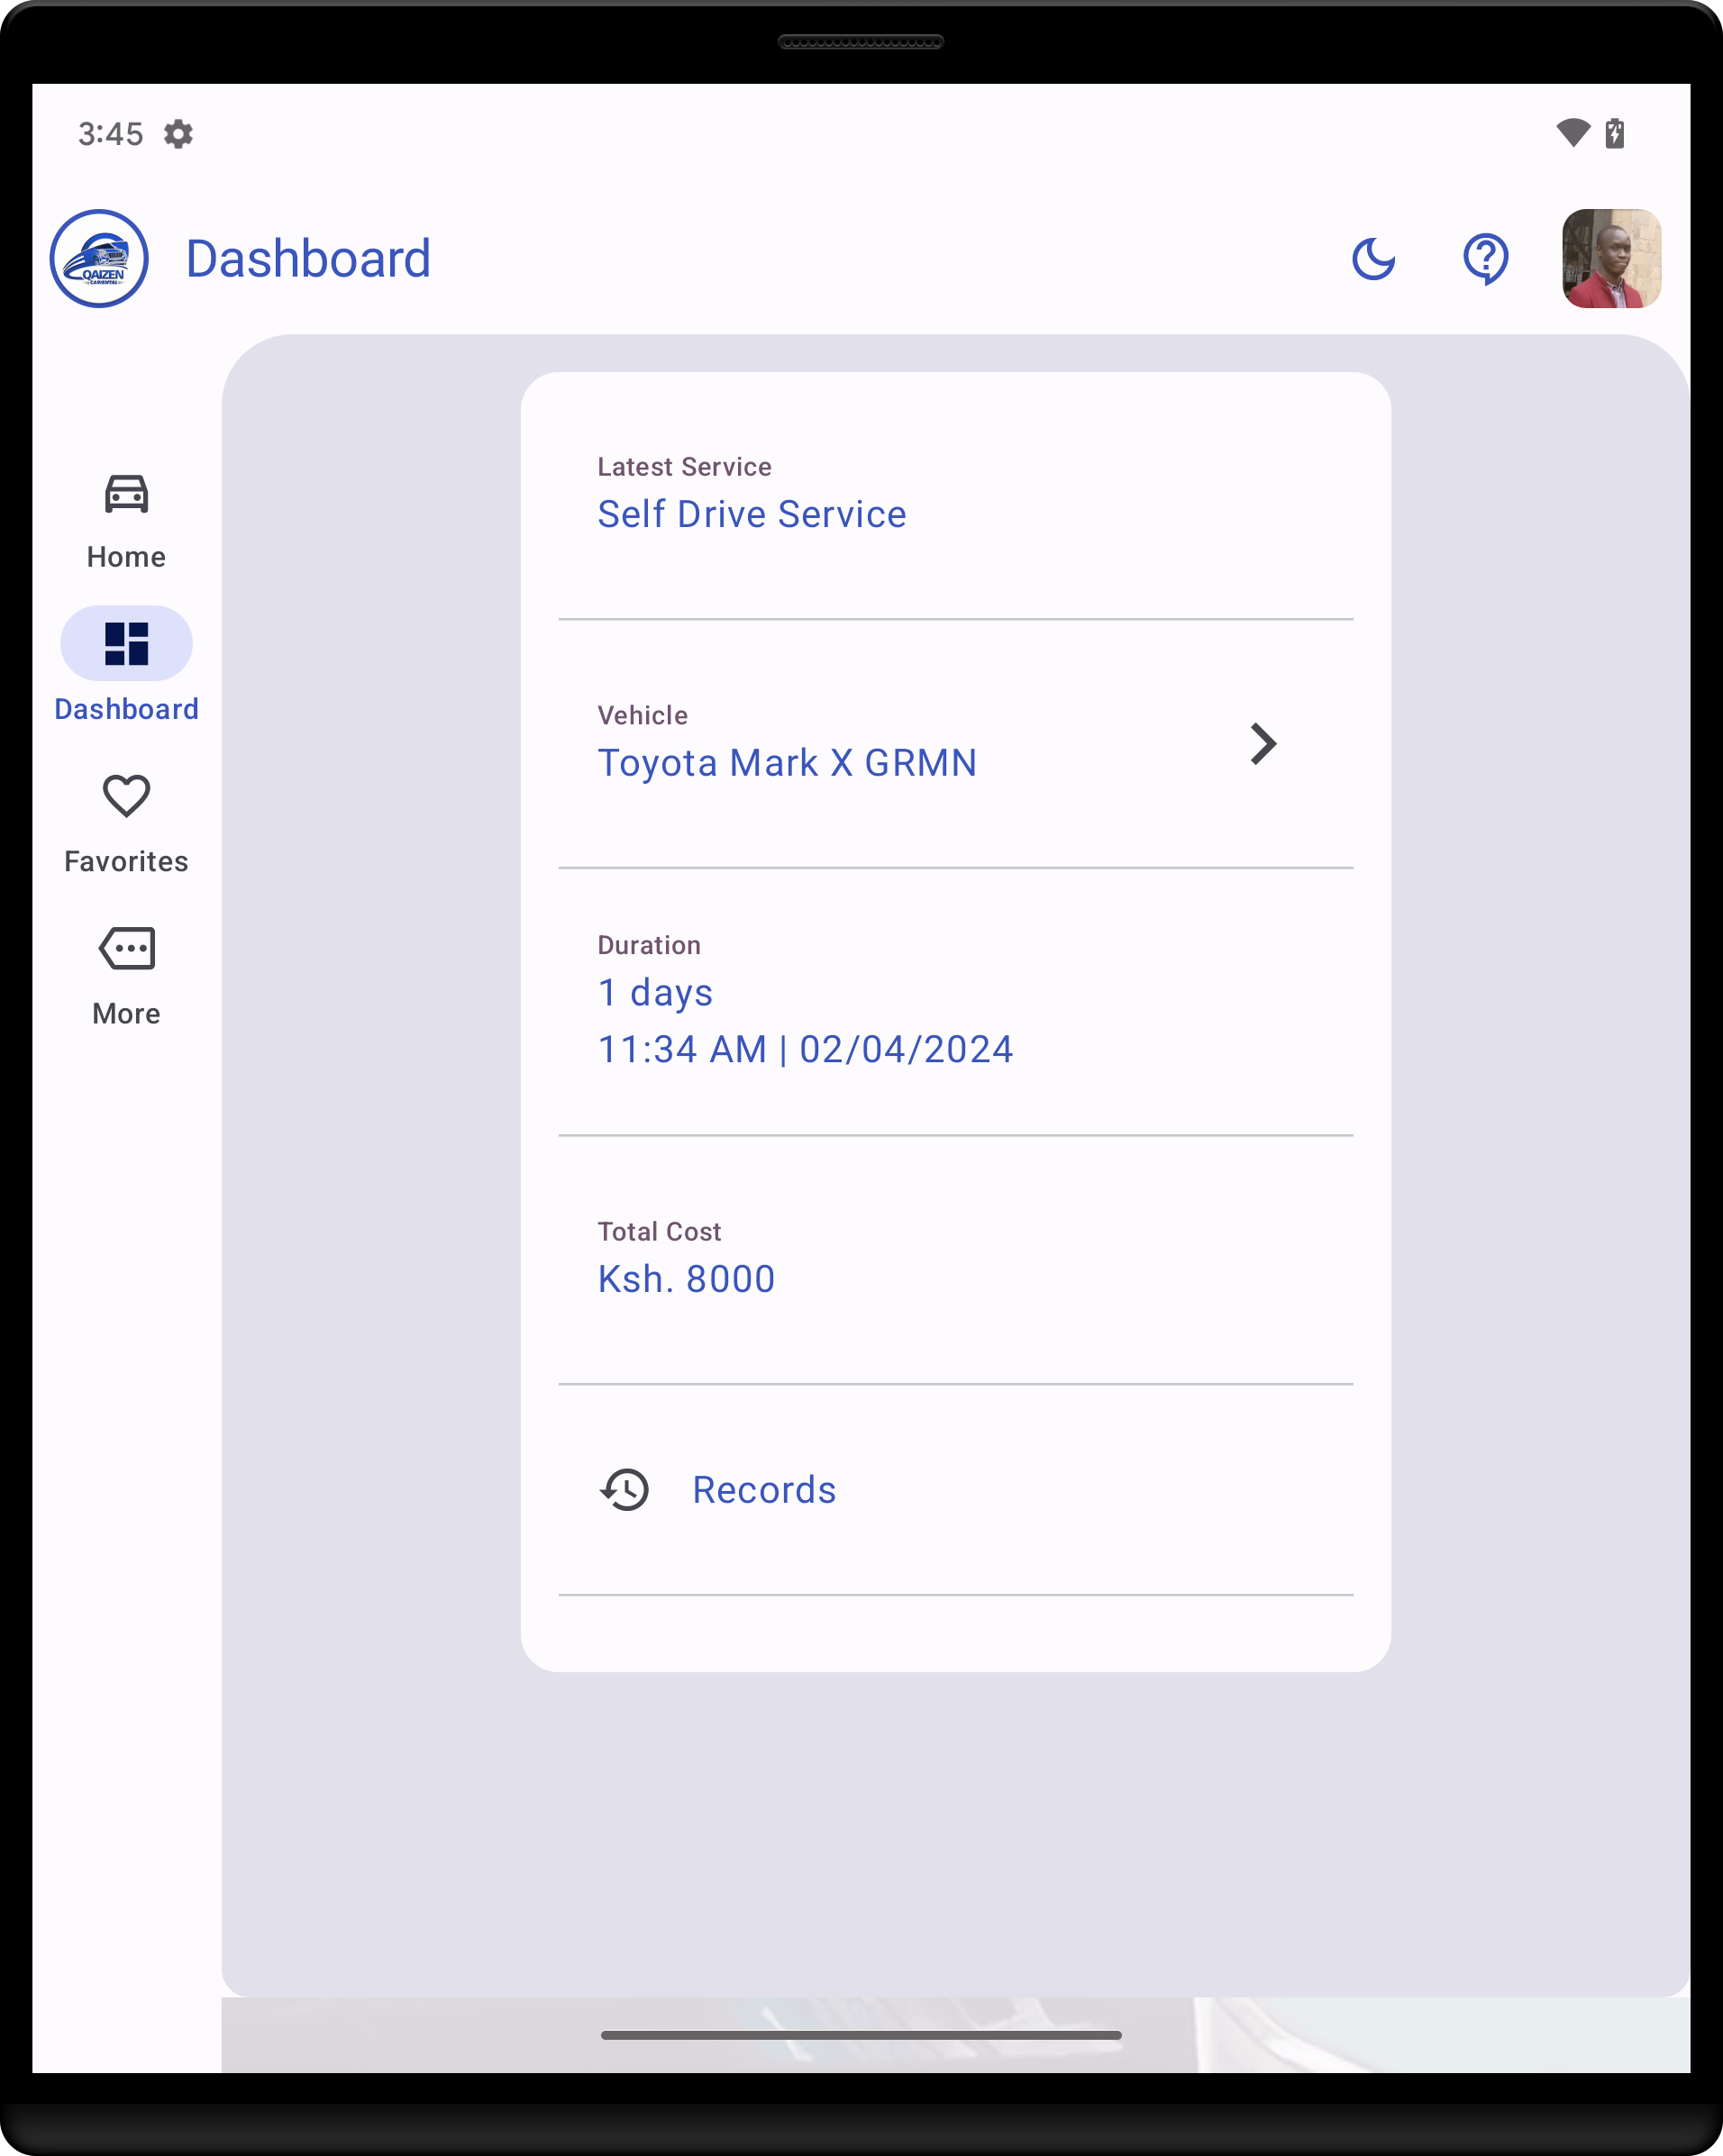 3:45
QAIZEN
CARRENTAL
Dashboard
Home
Dashboard
Favorites
More
Latest Service
Self Drive Service
Vehicle
Toyota Mark X GRMN
Duration
1 days
11:34 AM | 02/04/2024
Total Cost
Ksh. 8000
Records